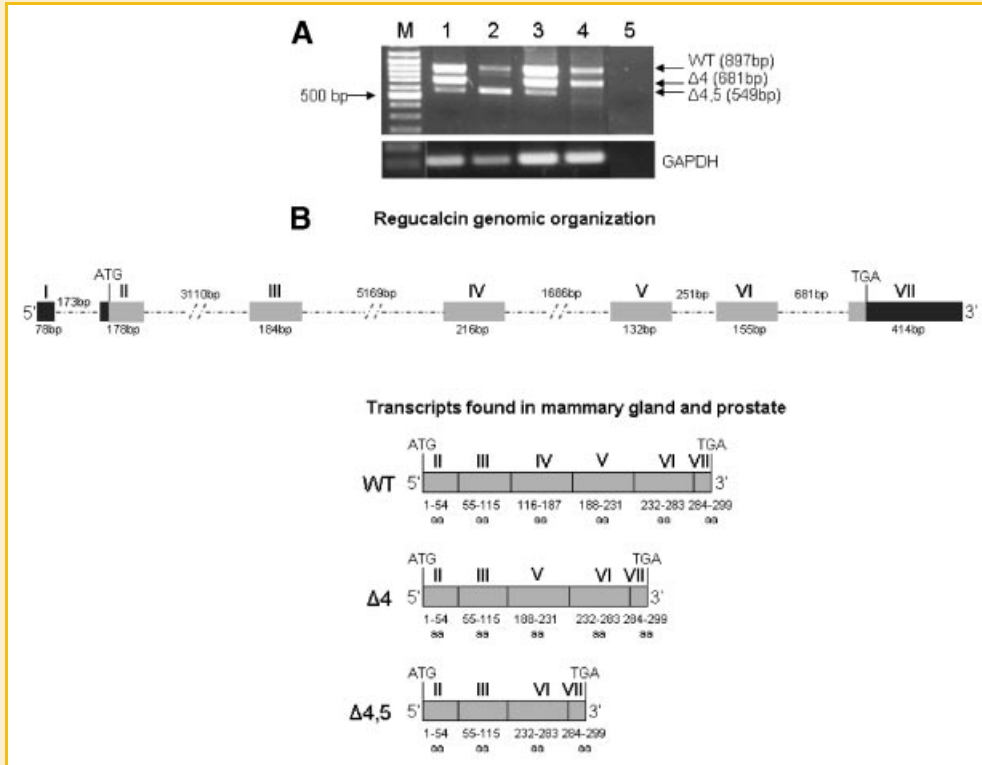 A
M 1 2 3 4 5
WT (897bp)
Δ4 (681bp)
500 bp
Δ4,5 (549bp)
GAPDH
B Regucalcin genomic organization
ATG TGA
I II III IV V VI VII
173bp 3110bp 5169bp 1686bp 251bp 681bp
5' 3'
78bp 178bp 184bp 216bp 132bp 155bp 414bp
Transcripts found in mammary gland and prostate
ATG TGA
II III IV V VI VII
WT 5' 3'
1-54 55-115 116-187 188-231 232-283 284-299
aa aa aa aa aa aa
ATG TGA
II III V VI VII
Δ4 5' 3'
1-54 55-115 188-231 232-283 284-299
aa aa aa aa aa
ATG TGA
II III VI VII
Δ4,5 5' 3'
1-54 55-115 232-283 284-299
aa aa aa aa